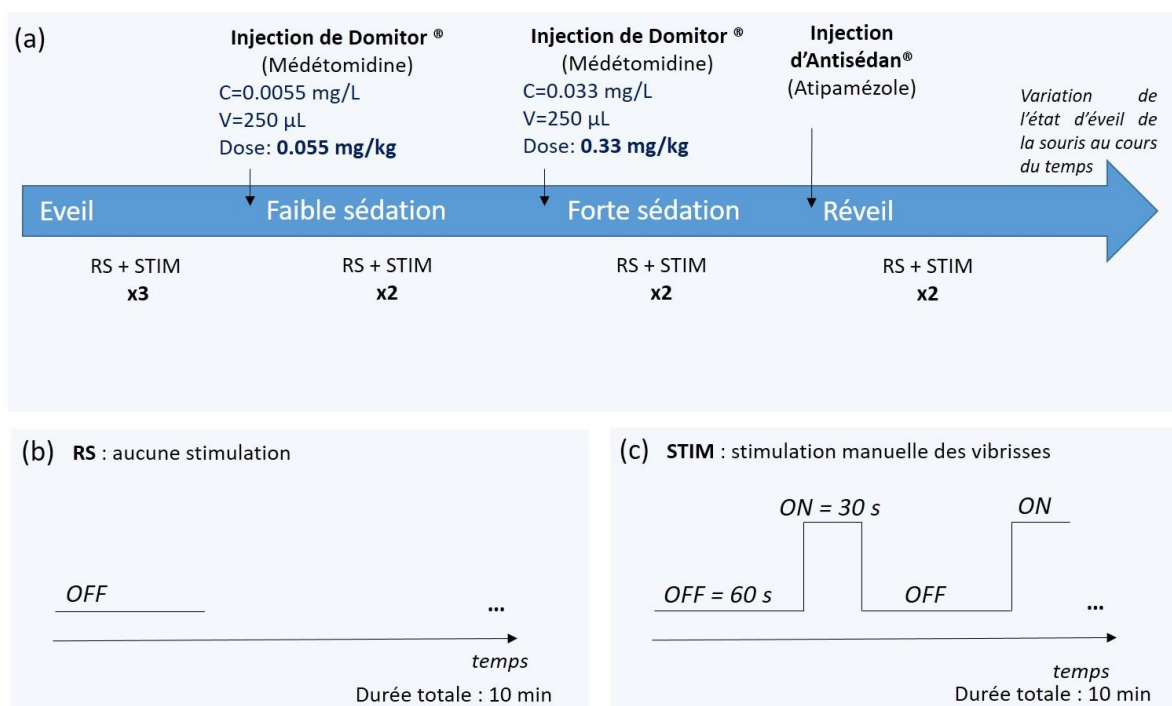 (a)
Injection de Domitor ®
(Médétomidine)
C=0.0055 mg/L
V=250 µL
Dose: 0.055 mg/kg
Injection de Domitor ®
(Médétomidine)
C=0.033 mg/L
V=250 µL
Dose: 0.33 mg/kg
Injection
d’Antisédan®
(Atipamézole)
Variation de
l’état d’éveil de
la souris au cours
du temps
Eveil
Faible sédation
Forte sédation
Réveil
RS + STIM
x3
RS + STIM
x2
RS + STIM
x2
RS + STIM
x2
(b) RS : aucune stimulation
OFF
...
temps
Durée totale : 10 min
(c) STIM : stimulation manuelle des vibrisses
ON = 30 s
ON
OFF = 60 s
OFF
...
temps
Durée totale : 10 min